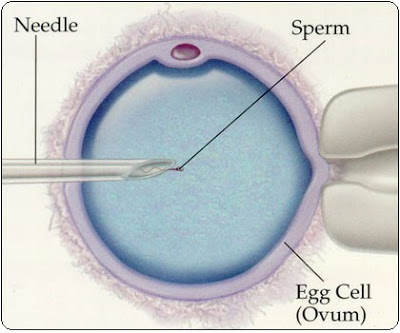 Needle
Sperm
Egg Cell
(Ovum)